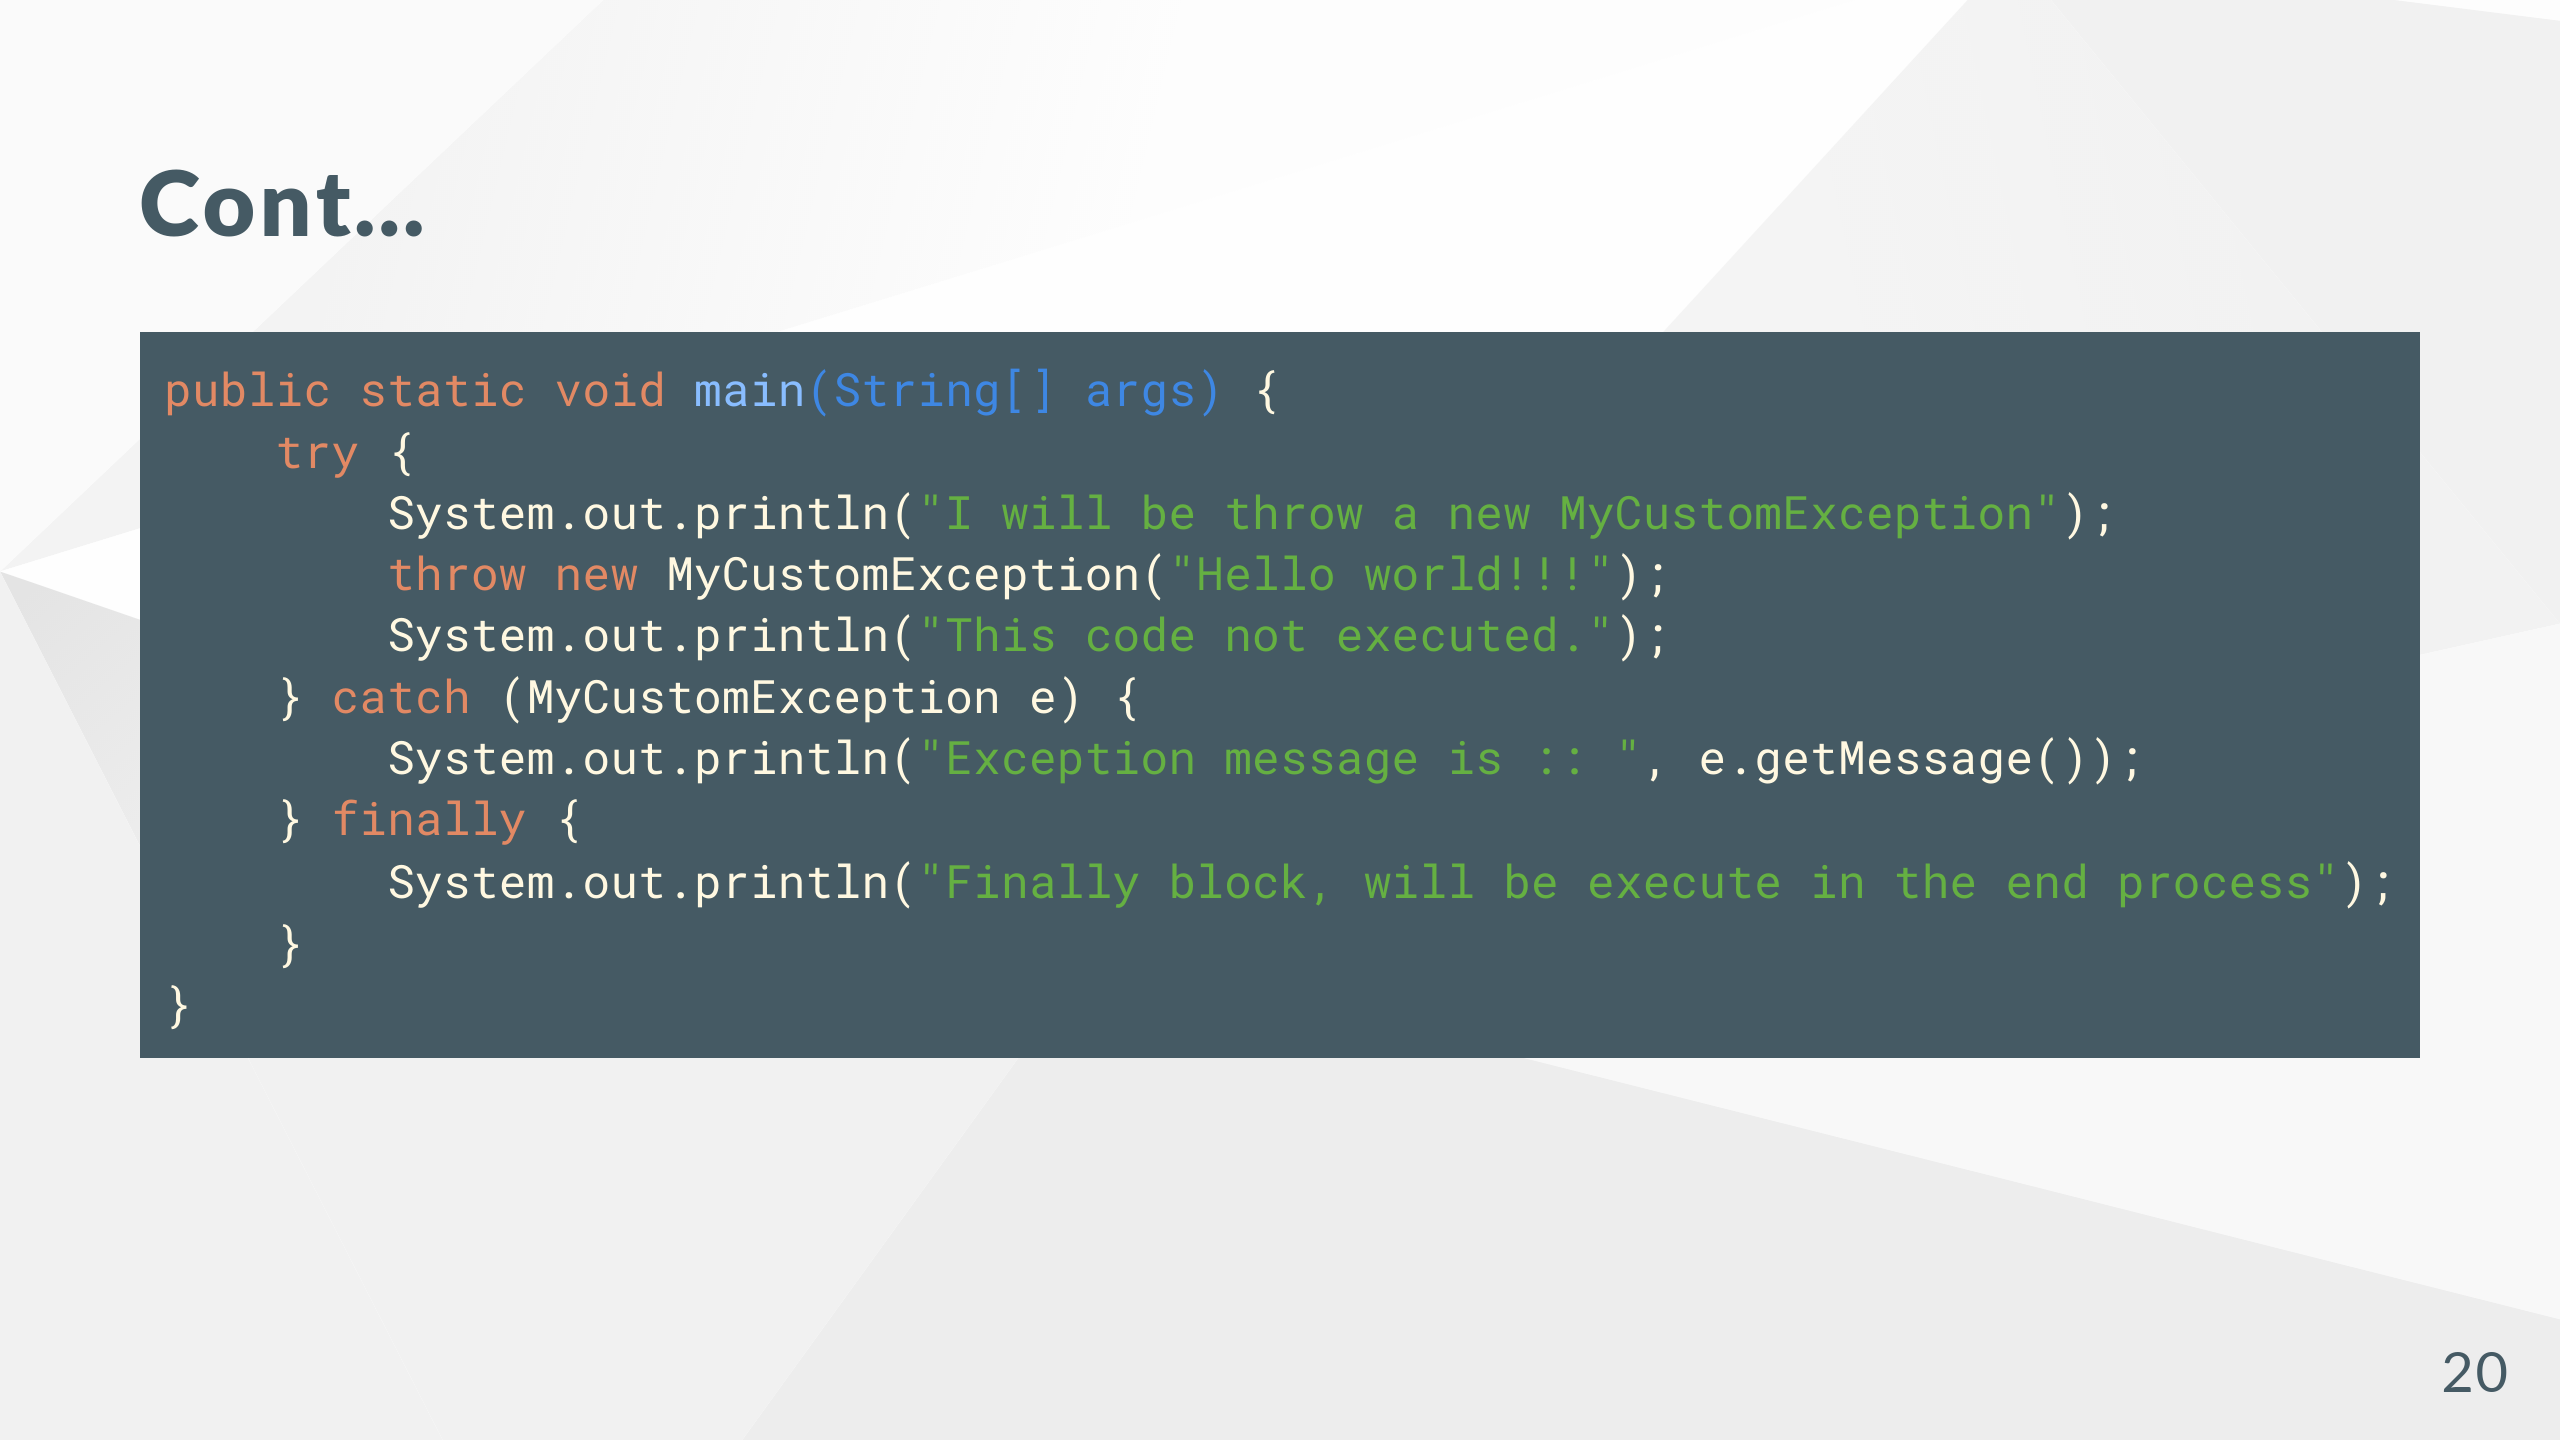 Cont...
public static void main(String[] args) {
    try {
        System.out.println("I will be throw a new MyCustomException");
        throw new MyCustomException("Hello world!!!");
        System.out.println("This code not executed.");
    } catch (MyCustomException e) {
        System.out.println("Exception message is :: ", e.getMessage());
    } finally {
        System.out.println("Finally block, will be execute in the end process");
    }
}
20